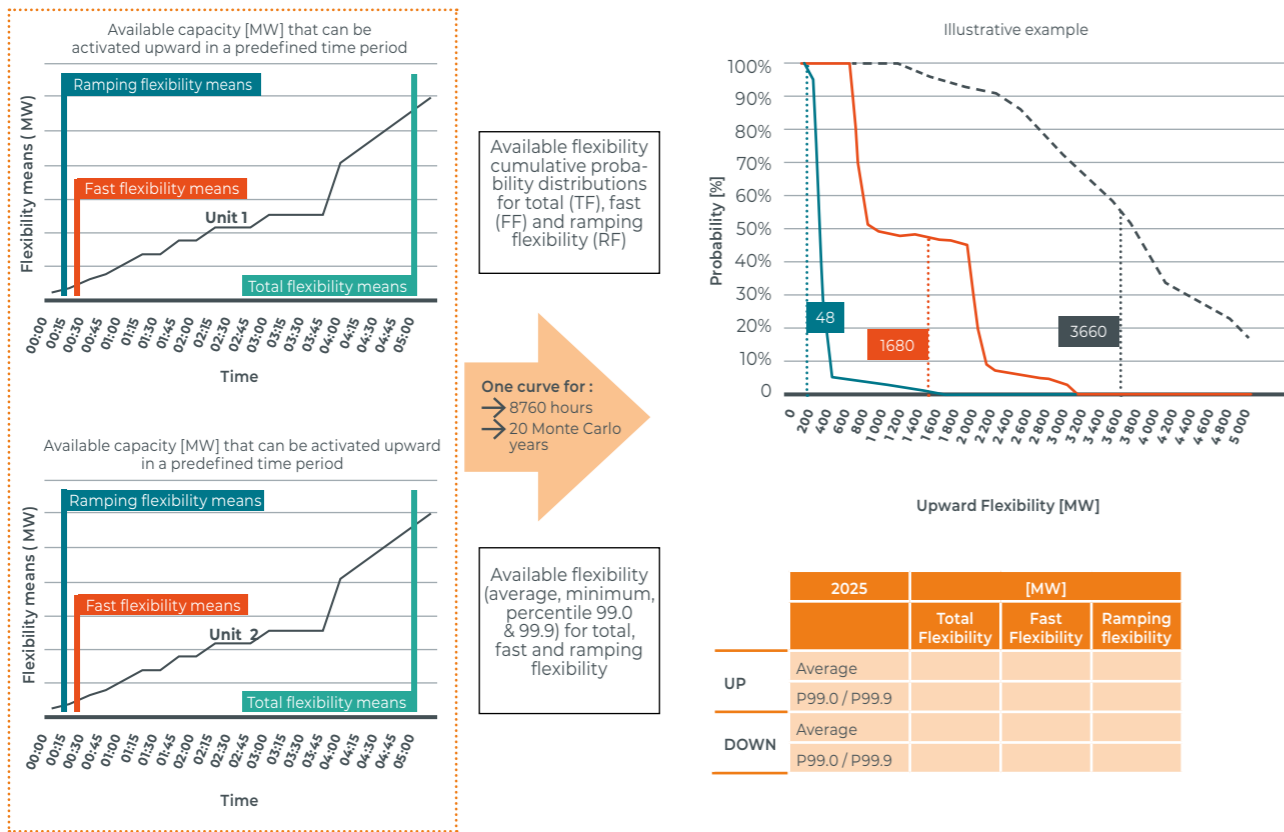 Available capacity [MW] that can be
activated upward in a predefined time period
Flexibility means ( MW)
Ramping flexibility means
Fast flexibility means
Unit 1
Total flexibility means
00:00
00:15
00:30
00:45
01:00
01:15
01:30
01:45
02:00
02:15
02:30
02:45
03:00
03:15
03:30
03:45
04:00
04:15
04:30
04:45
05:00
Time
Available capacity [MW] that can be activated upward
in a predefined time period
Flexibility means ( MW)
Ramping flexibility means
Fast flexibility means
Unit 2
Total flexibility means
00:00
00:15
00:30
00:45
01:00
01:15
01:30
01:45
02:00
02:15
02:30
02:45
03:00
03:15
03:30
03:45
04:00
04:15
04:30
04:45
05:00
Time
Available flexibility
cumulative proba-
bility distributions
for total (TF), fast
(FF) and ramping
flexibility (RF)
One curve for :
→ 8760 hours
→ 20 Monte Carlo
years
Available flexibility
(average, minimum,
percentile 99.0
& 99.9) for total,
fast and ramping
flexibility
Illustrative example
Probability [%]
100%
90%
80%
70%
60%
50%
40%
30%
20%
10%
0
48
1680
3660
0
200
400
600
800
1 000
1 200
1 400
1 600
1 800
2 000
2 200
2 400
2 600
2 800
3 000
3 200
3 400
3 600
3 800
4 000
4 200
4 400
4 600
4 800
5 000
Upward Flexibility [MW]
2025 [MW]
Total
Flexibility
Fast
Flexibility
Ramping
flexibility
UP
Average
P99.0 / P99.9
DOWN
Average
P99.0 / P99.9